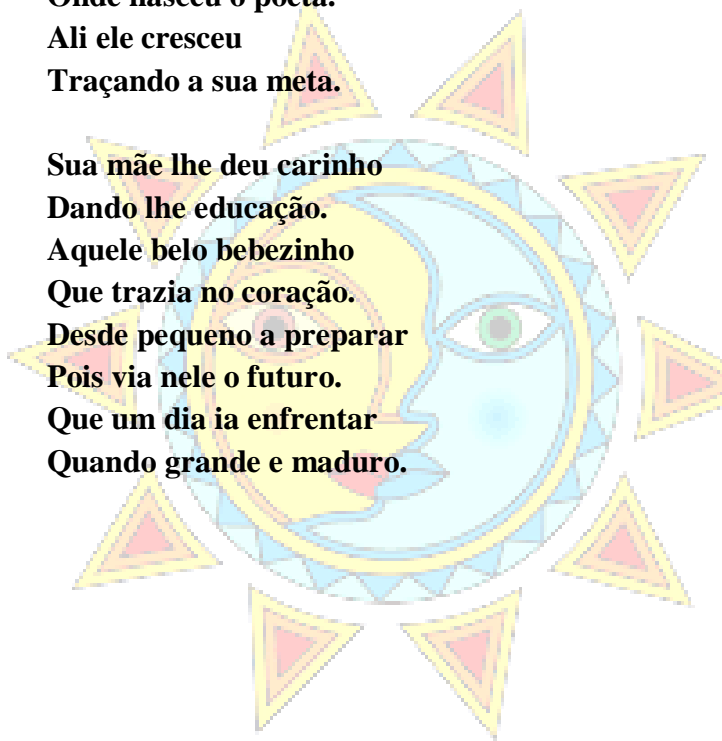 Onde nasceu o poeta.
Ali ele cresceu
Traçando a sua meta.

Sua mãe lhe deu carinho
Dando lhe educação.
Aquele belo bebezinho
Que trazia no coração.
Desde pequeno a preparar
Pois via nele o futuro.
Que um dia ia enfrentar
Quando grande e maduro.